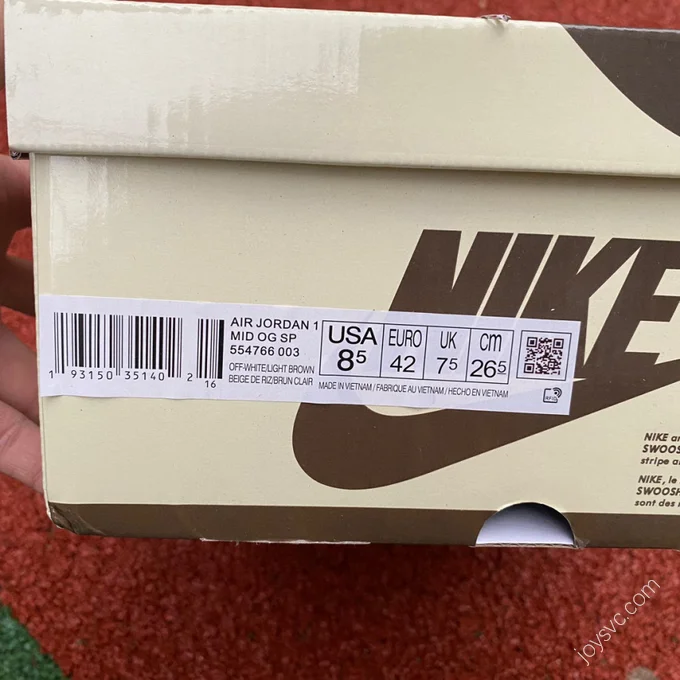 NIKE
AIR JORDAN 1
MID OG SP
554766 003
OFF-WHITE/LIGHT BROWN
BEIGE DE RIZ/BRUN CLAIR
USA
8⁵
EURO
42
UK
7⁵
cm
26⁵
MADE IN VIETNAM / FABRIQUE AU VIETNAM / HECHO EN VIETNAM
1 93150 35140 2 16
RFID
NIKE
SWOOSH
stripe
NIKE, le
SWOOSH
sont des
joysvc.com